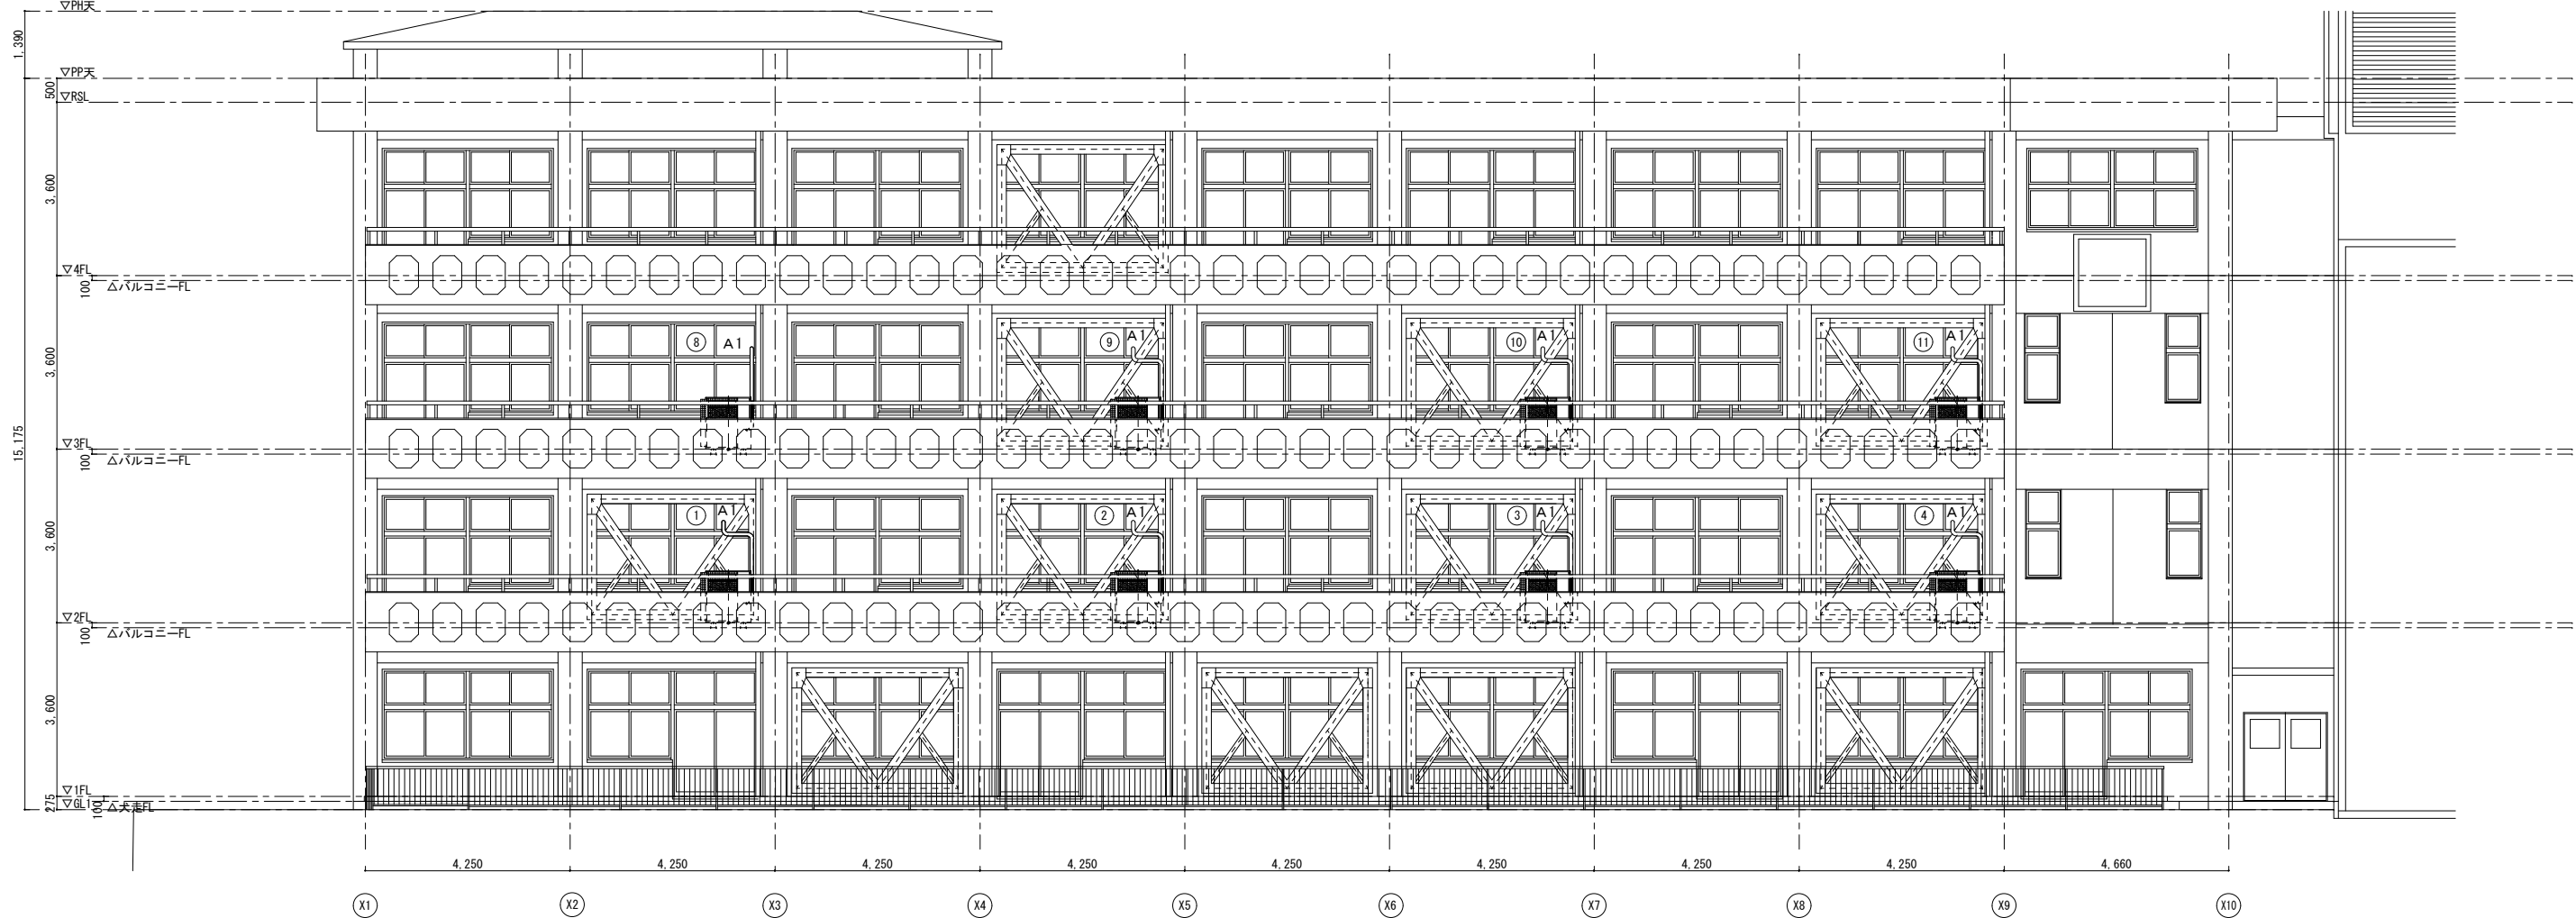 ▽PH天
1,390
▽PP天
500
▽RSL
3,600
▽4FL
100
△バルコニーFL
⑧ A1
⑨ A1
⑩ A1
⑪ A1
3,600
15,175
▽3FL
100
△バルコニーFL
① A1
② A1
③ A1
④ A1
3,600
▽2FL
100
△バルコニーFL
3,600
▽1FL
▽GL1
275
100
△犬走FL
4,250 4,250 4,250 4,250 4,250 4,250 4,250 4,250 4,660
X1 X2 X3 X4 X5 X6 X7 X8 X9 X10